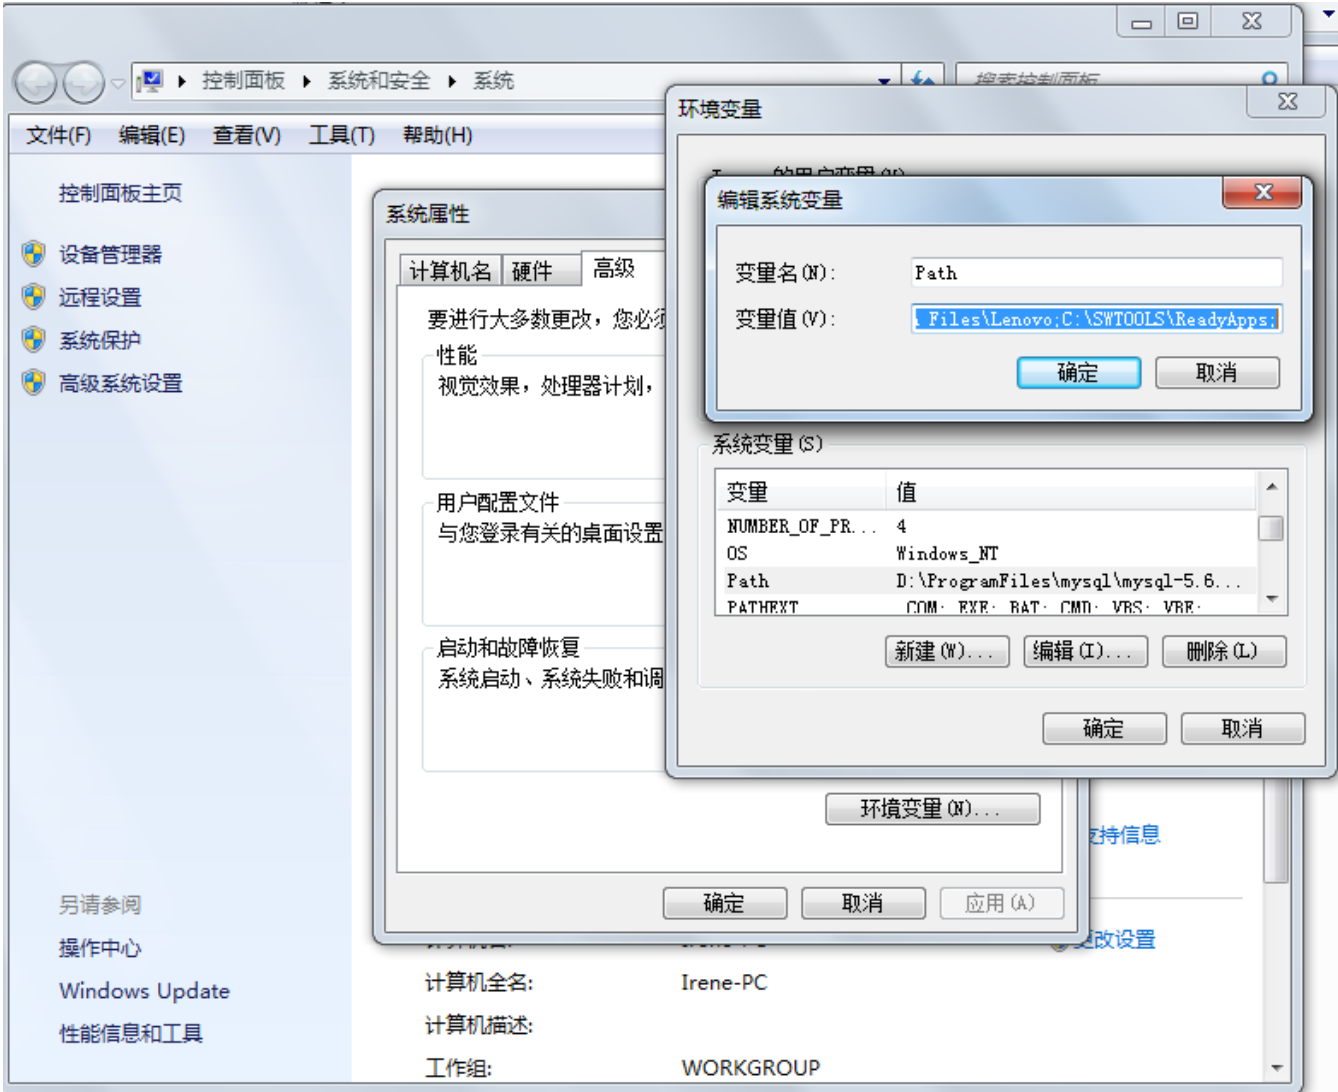 控制面板 系统和安全 系统
搜索控制面板
文件(F) 编辑(E) 查看(V) 工具(T) 帮助(H)
控制面板主页
设备管理器
远程设置
系统保护
高级系统设置
另请参阅
操作中心
Windows Update
性能信息和工具
系统属性
计算机名 硬件 高级
要进行大多数更改，您必须
性能
视觉效果，处理器计划，
用户配置文件
与您登录有关的桌面设置
启动和故障恢复
系统启动、系统失败和调
环境变量(N)...
确定 取消 应用(A)
环境变量
的用户变量(U)
编辑系统变量
变量名(N): Path
变量值(V): Files\Lenovo;C:\SWTOOLS\ReadyApps;
确定 取消
系统变量(S)
变量 值
NUMBER_OF_PR... 4
OS Windows_NT
Path D:\ProgramFiles\mysql\mysql-5.6...
PATHEXT .COM;.EXE;.BAT;.CMD;.VBS;.VBE;
新建(W)... 编辑(I)... 删除(L)
确定 取消
支持信息
更改设置
计算机全名: Irene-PC
计算机描述:
工作组: WORKGROUP